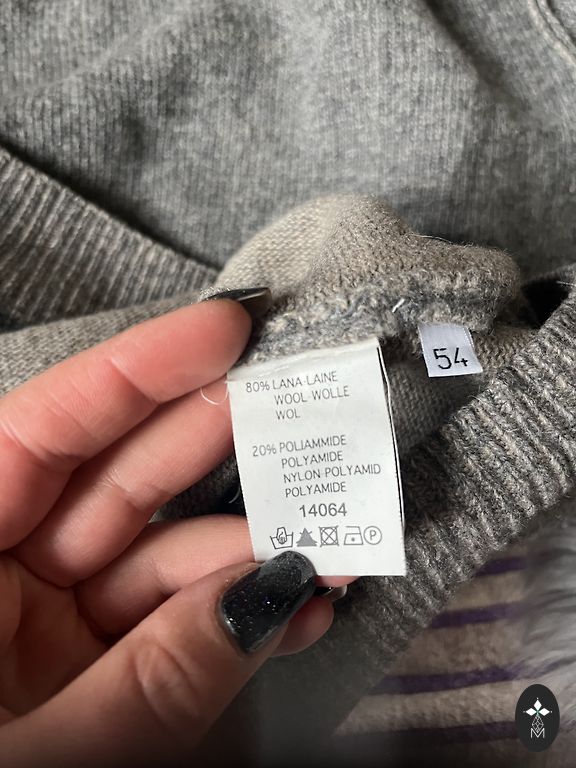 80% LANA-LAINE
WOOL-WOLLE
WOL
20% POLIAMMIDE
POLYAMIDE
NYLON POLYAMID
POLYAMIDE
14064
P
54
M